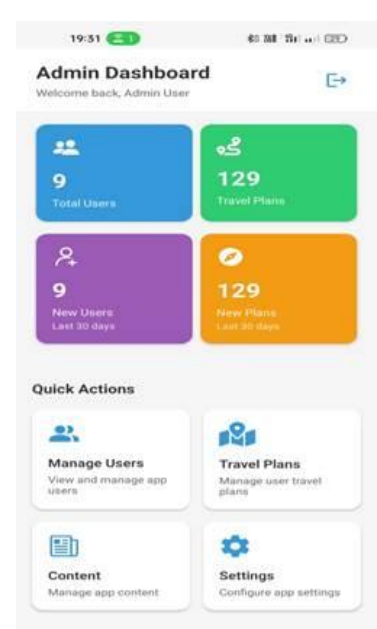 19:31
1
Admin Dashboard
Welcome back, Admin User
9
Total Users
129
Travel Plans
9
New Users
Last 30 days
129
New Plans
Last 30 days
Quick Actions
Manage Users
View and manage app
users
Travel Plans
Manage user travel
plans
Content
Manage app content
Settings
Configure app settings